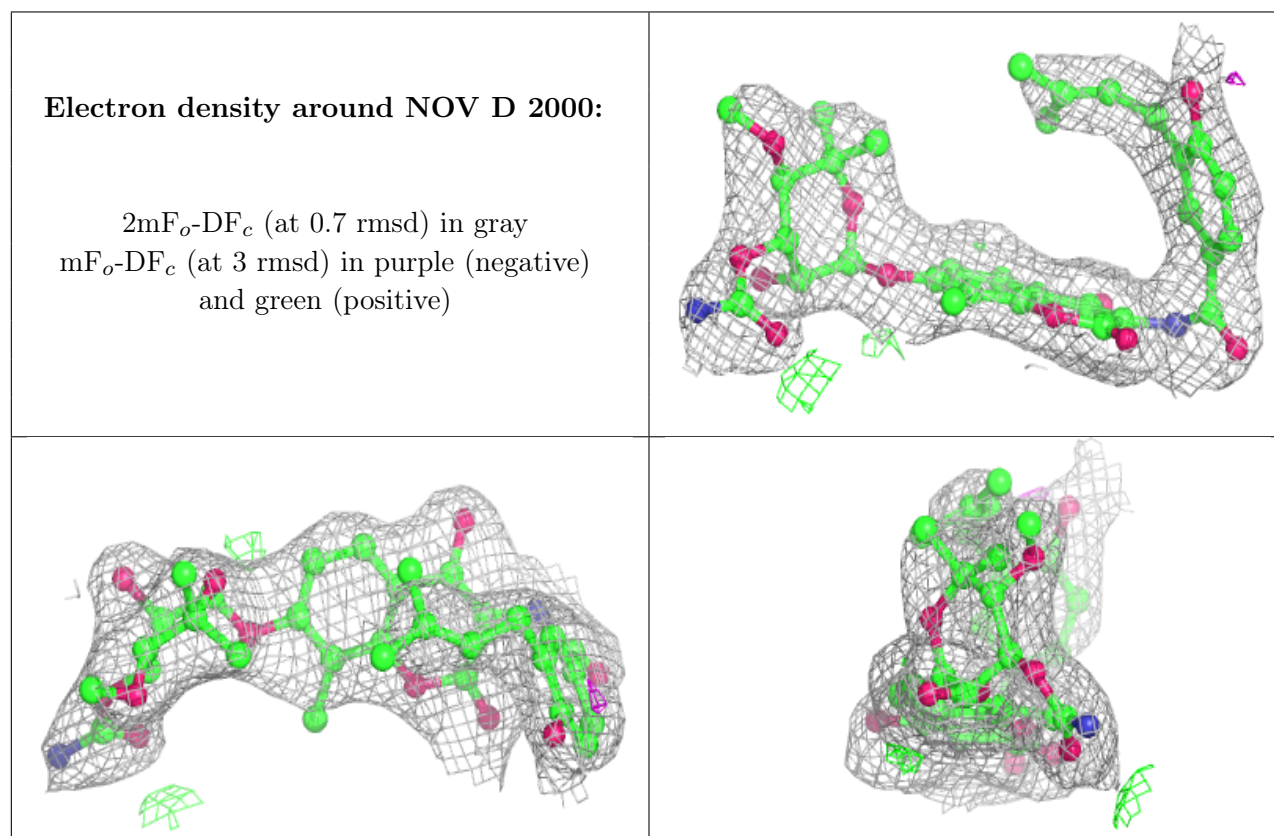 Electron density around NOV D 2000:
2mFₒ-DF𝒸 (at 0.7 rmsd) in gray
mFₒ-DF𝒸 (at 3 rmsd) in purple (negative)
and green (positive)